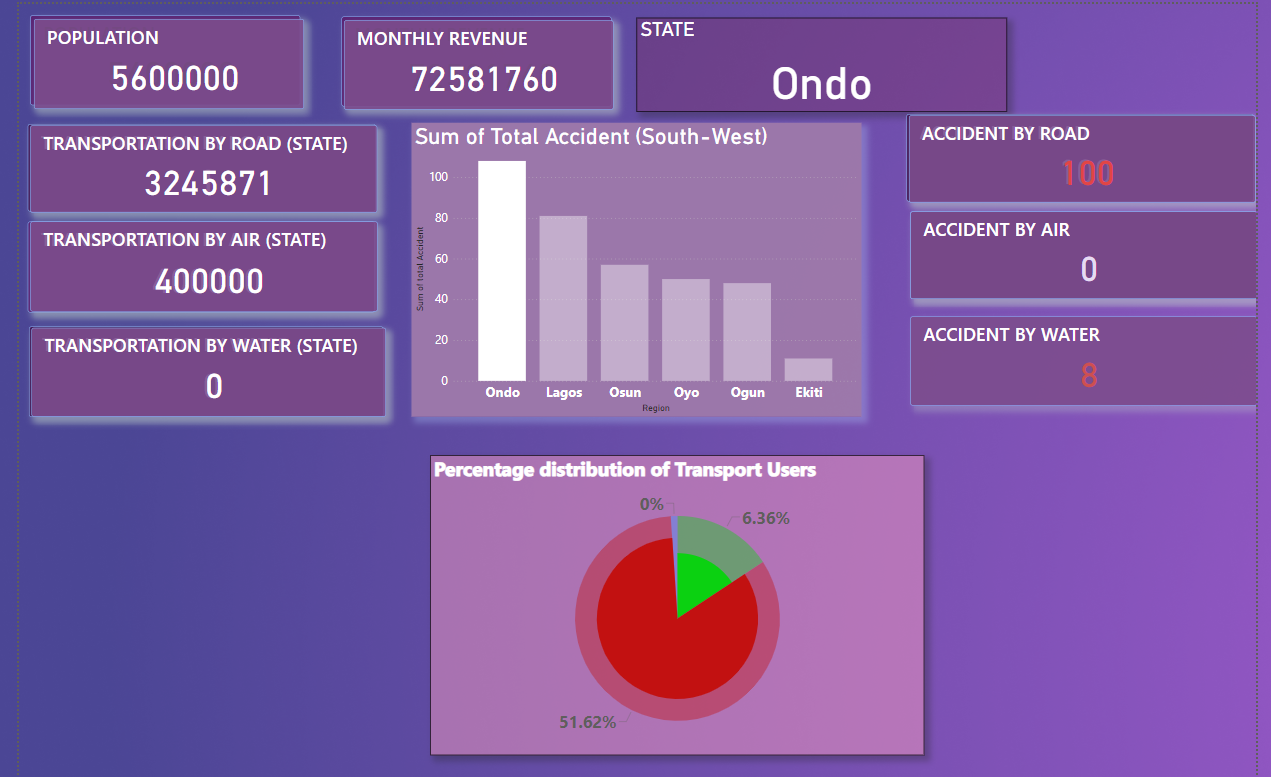 POPULATION
5600000
MONTHLY REVENUE
72581760
STATE
Ondo
TRANSPORTATION BY ROAD (STATE)
3245871
TRANSPORTATION BY AIR (STATE)
400000
TRANSPORTATION BY WATER (STATE)
0
Sum of Total Accident (South-West)
Sum of total Accident
100
80
60
40
20
0
Ondo Lagos Osun Oyo Ogun Ekiti
Region
ACCIDENT BY ROAD
100
ACCIDENT BY AIR
0
ACCIDENT BY WATER
8
Percentage distribution of Transport Users
0%
6.36%
51.62%